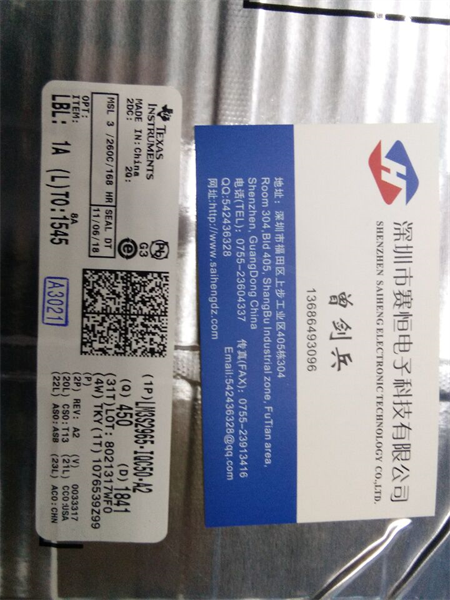 TEXAS
INSTRUMENTS
MADE IN: China
2DC: 2Q:
G3
MSL 3 /260C/168 HR SEAL DT
11/06/18
OPT:
ITEM:
LBL: 1A (L)TO:1545
8A
A3021
(1P)
(Q) 450 (D) 1841
31T)LOT: 8021317WF0
(4W) TKY(1T) 1076539Z99
(P)
(2P) REV: A2 (V) 0033317
(20L) CSO:T13 (21L) CCO:USA
(22L) ASO:ASB (23L) ACO:CHN
深圳市赛恒电子科技有限公司
SHENZHEN SAIHENG ELECTRONIC TECHNOLOGY CO.,LTD.
曾剑兵
13686493096
地址: 深圳市福田区上步工业区405栋304
Room 304,Bld 405, ShangBu Industrial zone, FuTian area,
Shenzhen, GuangDong China
电话(TEL): 0755-23604337 传真(FAX): 0755-23913416
QQ:542436328 Email:542436328@qq.com
网址:http://www.saihengdz.com